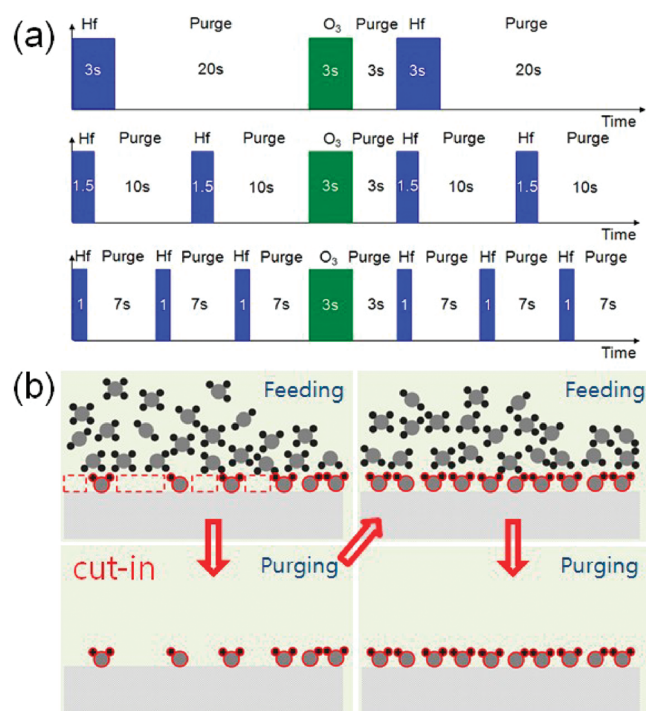 (a)
Hf Purge O₃ Purge Hf Purge
3s 20s 3s 3s 3s 20s
Time
Hf Purge Hf Purge O₃ Purge Hf Purge Hf Purge
1.5 10s 1.5 10s 3s 3s 1.5 10s 1.5 10s
Time
Hf Purge Hf Purge Hf Purge O₃ Purge Hf Purge Hf Purge Hf Purge
1 7s 1 7s 1 7s 3s 3s 1 7s 1 7s 1 7s
Time
(b)
Feeding Feeding
cut-in Purging Purging